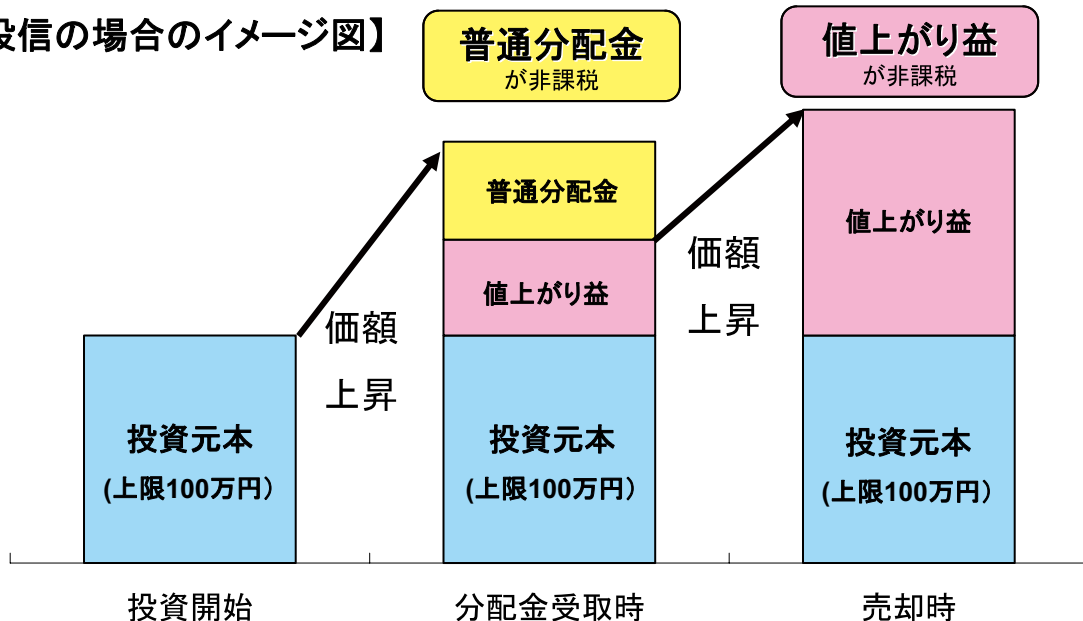 投信の場合のイメージ図】
普通分配金
が非課税
値上がり益
が非課税
普通分配金
値上がり益
価額
上昇
値上がり益
価額
上昇
投資元本
(上限100万円）
投資元本
(上限100万円）
投資元本
(上限100万円）
投資開始
分配金受取時
売却時